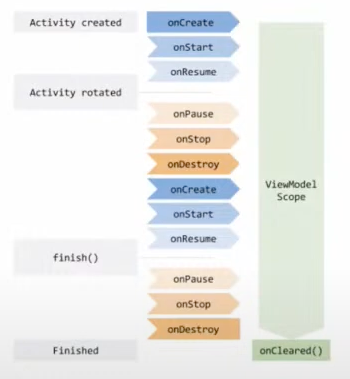 Activity created
onCreate
onStart
onResume
Activity rotated
onPause
onStop
onDestroy
onCreate
ViewModel
Scope
onStart
onResume
finish()
onPause
onStop
onDestroy
Finished
onCleared()